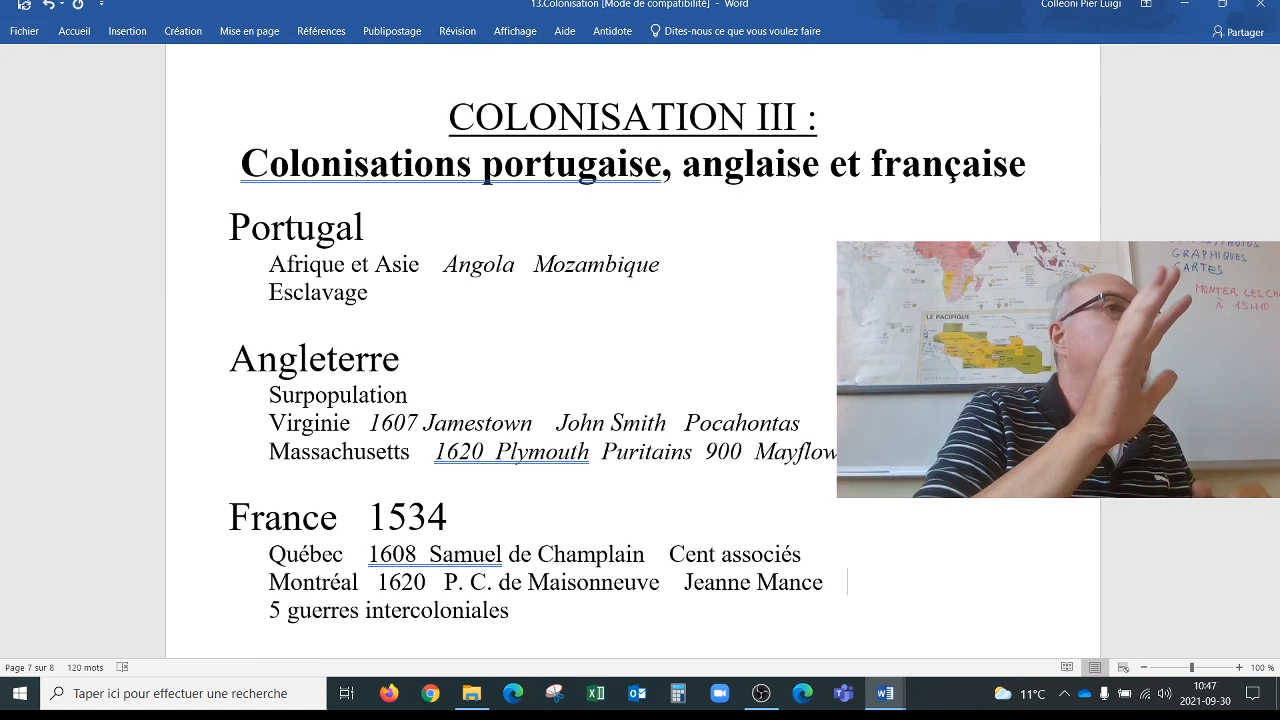 13.Colonisation [Mode de compatibilité] - Word
Colleoni Pier Luigi
Fichier Accueil Insertion Création Mise en page Références Publipostage Révision Affichage Aide Antidote Dites-nous ce que vous voulez faire Partager
COLONISATION III :
Colonisations portugaise, anglaise et française
Portugal
Afrique et Asie Angola Mozambique
Esclavage
GRAPHIQUES
CARTES
MONTER LES
À 15H10
LE PACIFIQUE
Angleterre
Surpopulation
Virginie 1607 Jamestown John Smith Pocahontas
Massachusetts 1620 Plymouth Puritains 900 Mayflow
France 1534
Québec 1608 Samuel de Champlain Cent associés
Montréal 1620 P. C. de Maisonneuve Jeanne Mance
5 guerres intercoloniales
Page 7 sur 8 120 mots 100 %
Taper ici pour effectuer une recherche
11°C
10:47
2021-09-30